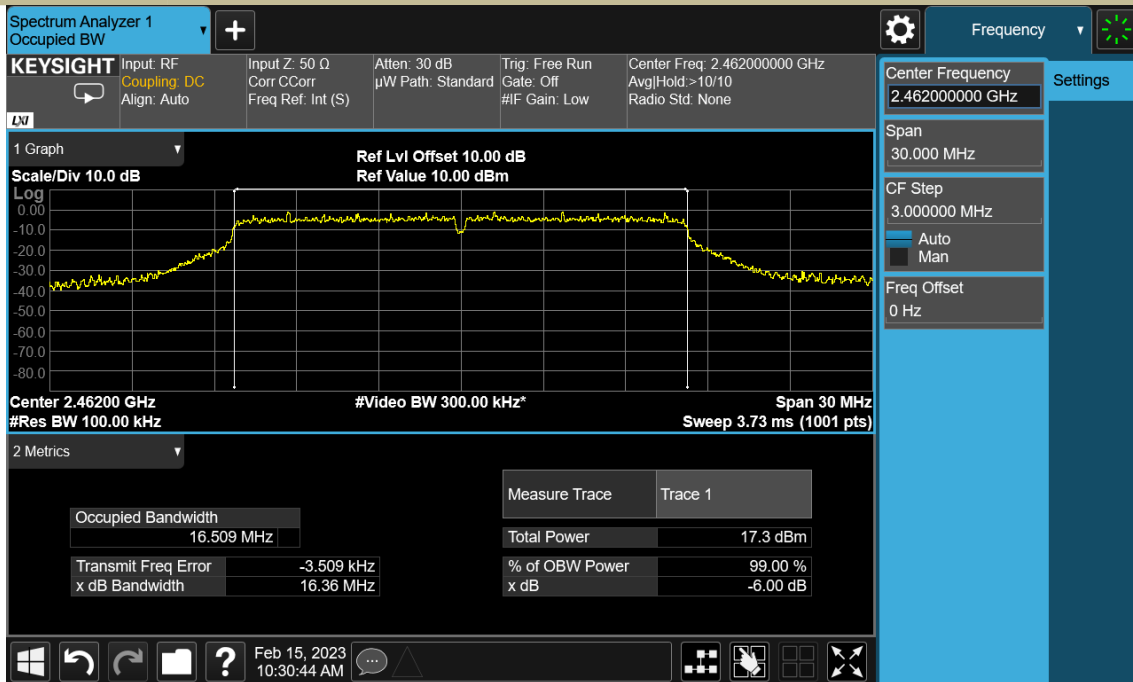 Spectrum Analyzer 1
Occupied BW
Frequency
KEYSIGHT
LXI
Input: RF
Coupling: DC
Align: Auto
Input Z: 50 Ω
Corr CCorr
Freq Ref: Int (S)
Atten: 30 dB
µW Path: Standard
Trig: Free Run
Gate: Off
#IF Gain: Low
Center Freq: 2.462000000 GHz
Avg|Hold:>10/10
Radio Std: None
Center Frequency
2.462000000 GHz
Settings
Span
30.000 MHz
CF Step
3.000000 MHz
Auto
Man
Freq Offset
0 Hz
1 Graph
Scale/Div 10.0 dB
Ref Lvl Offset 10.00 dB
Ref Value 10.00 dBm
Log
0.00
-10.0
-20.0
-30.0
-40.0
-50.0
-60.0
-70.0
-80.0
Center 2.46200 GHz
#Video BW 300.00 kHz*
Span 30 MHz
#Res BW 100.00 kHz
Sweep 3.73 ms (1001 pts)
2 Metrics
Measure Trace
Trace 1
Occupied Bandwidth
16.509 MHz
Total Power
17.3 dBm
Transmit Freq Error
-3.509 kHz
% of OBW Power
99.00 %
x dB Bandwidth
16.36 MHz
x dB
-6.00 dB
?
Feb 15, 2023
10:30:44 AM